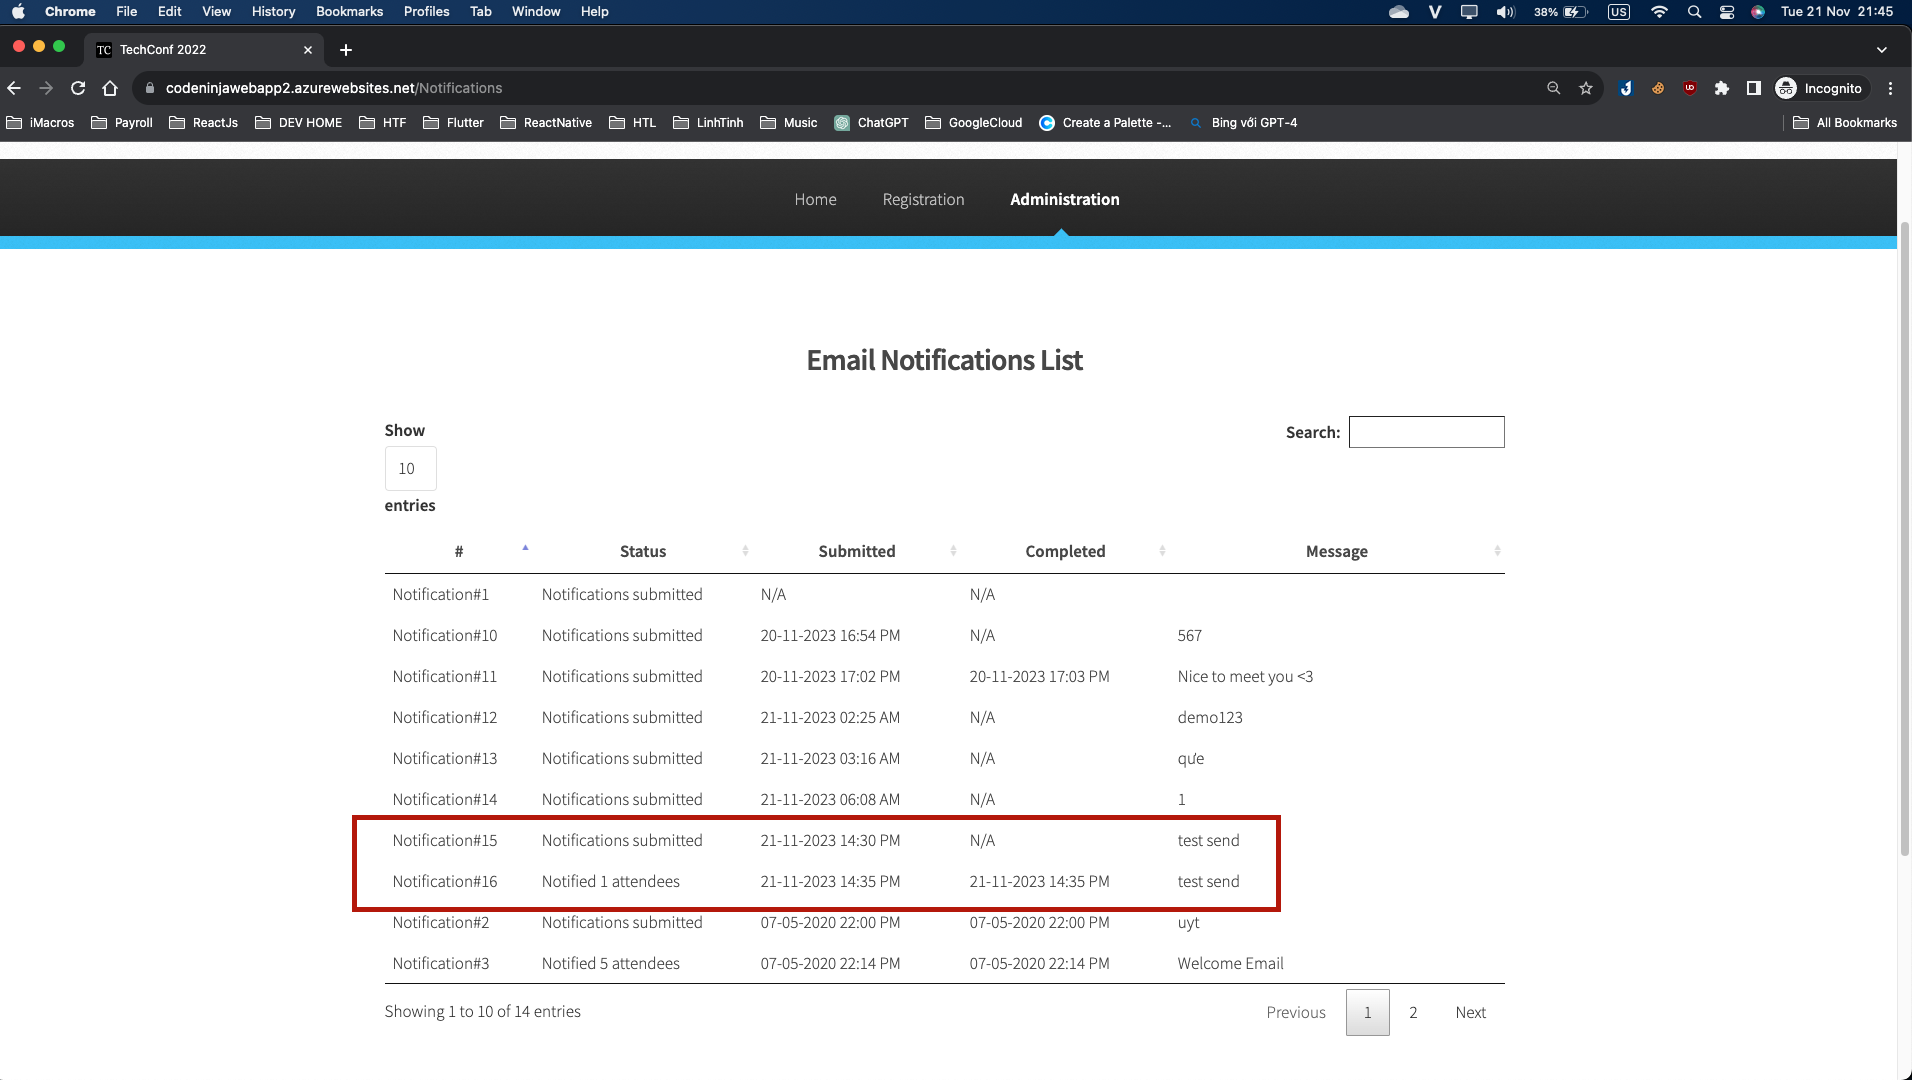 Chrome File Edit View History Bookmarks Profiles Tab Window Help 38% US Tue 21 Nov 21:45
TC TechConf 2022
codeninjawebapp2.azurewebsites.net/Notifications Incognito
iMacros Payroll ReactJs DEV HOME HTF Flutter ReactNative HTL LinhTinh Music ChatGPT GoogleCloud Create a Palette -... Bing với GPT-4 All Bookmarks
Home Registration Administration
Email Notifications List
Show
10
entries
Search:
# Status Submitted Completed Message
Notification#1 Notifications submitted N/A N/A
Notification#10 Notifications submitted 20-11-2023 16:54 PM N/A 567
Notification#11 Notifications submitted 20-11-2023 17:02 PM 20-11-2023 17:03 PM Nice to meet you <3
Notification#12 Notifications submitted 21-11-2023 02:25 AM N/A demo123
Notification#13 Notifications submitted 21-11-2023 03:16 AM N/A qưe
Notification#14 Notifications submitted 21-11-2023 06:08 AM N/A 1
Notification#15 Notifications submitted 21-11-2023 14:30 PM N/A test send
Notification#16 Notified 1 attendees 21-11-2023 14:35 PM 21-11-2023 14:35 PM test send
Notification#2 Notifications submitted 07-05-2020 22:00 PM 07-05-2020 22:00 PM uyt
Notification#3 Notified 5 attendees 07-05-2020 22:14 PM 07-05-2020 22:14 PM Welcome Email
Showing 1 to 10 of 14 entries
Previous 1 2 Next